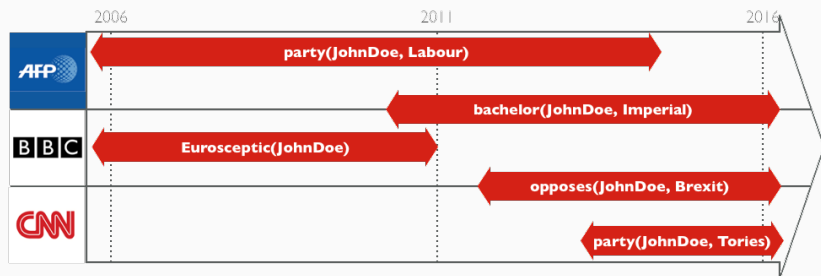 2006 2011 2016
AFP
party(JohnDoe, Labour)
bachelor(JohnDoe, Imperial)
BBC
Eurosceptic(JohnDoe)
opposes(JohnDoe, Brexit)
CNN
party(JohnDoe, Tories)